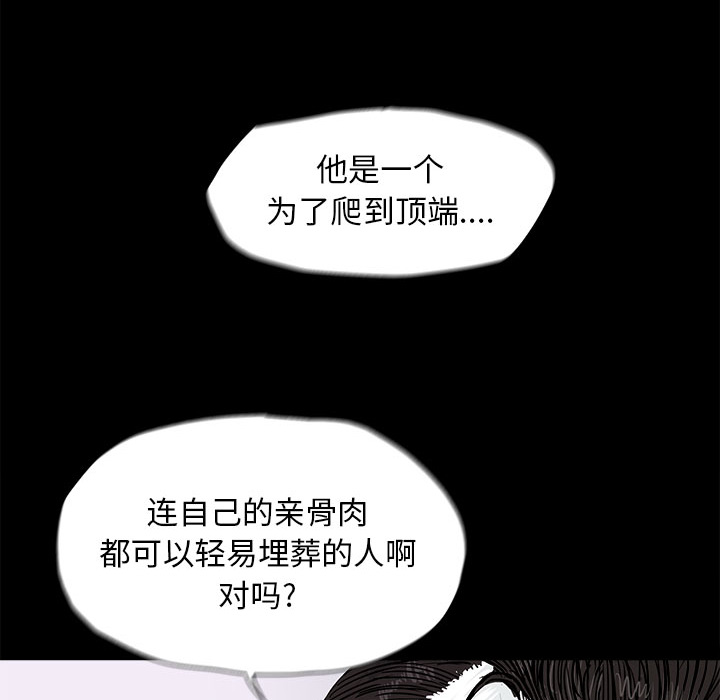 他是一个
为了爬到顶端....
连自己的亲骨肉
都可以轻易埋葬的人啊
对吗?